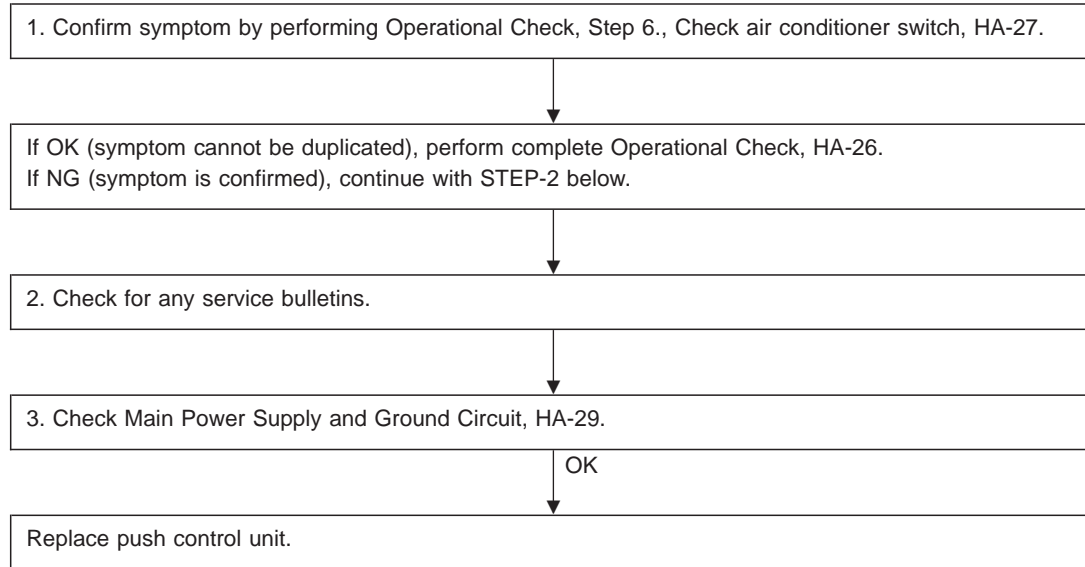 1. Confirm symptom by performing Operational Check, Step 6., Check air conditioner switch, HA-27.
If OK (symptom cannot be duplicated), perform complete Operational Check, HA-26.
If NG (symptom is confirmed), continue with STEP-2 below.
2. Check for any service bulletins.
3. Check Main Power Supply and Ground Circuit, HA-29.
OK
Replace push control unit.